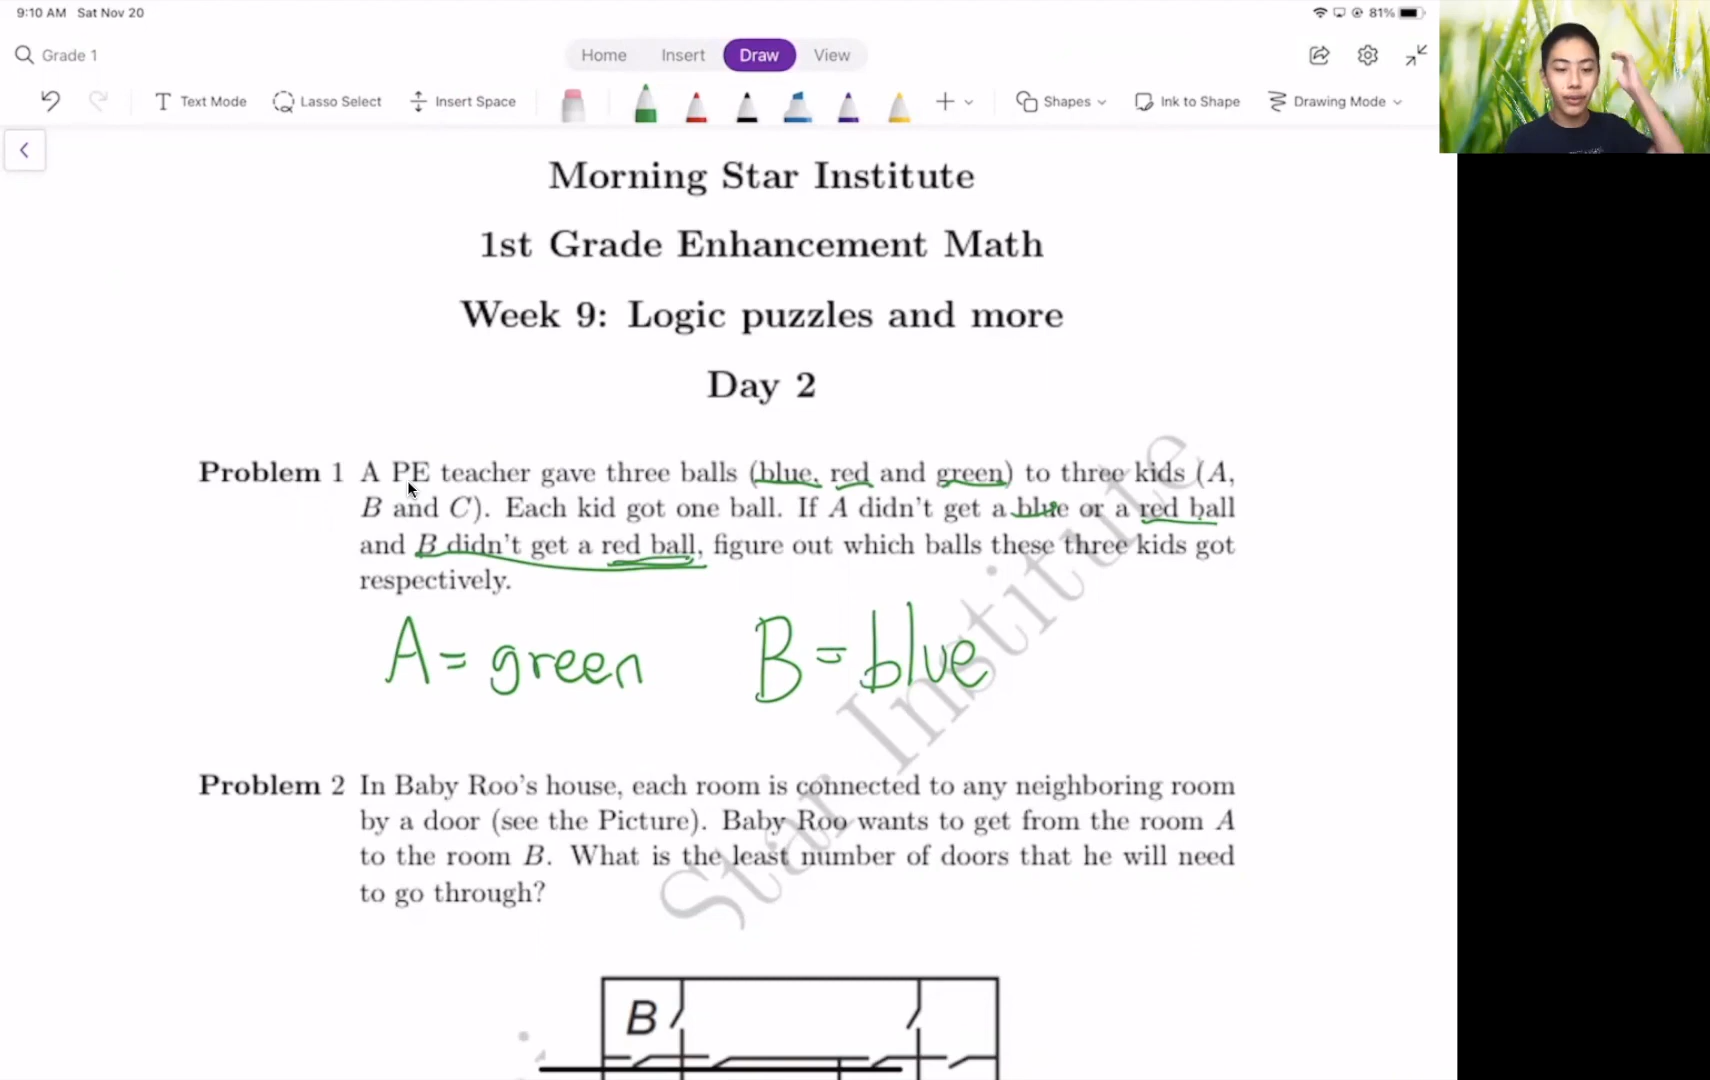 9:10 AM Sat Nov 20
81%
Grade 1
Home Insert Draw View
Text Mode Lasso Select Insert Space Shapes Ink to Shape Drawing Mode
Morning Star Institute
1st Grade Enhancement Math
Week 9: Logic puzzles and more
Day 2
Problem 1 A PE teacher gave three balls (blue, red and green) to three kids (A,
B and C). Each kid got one ball. If A didn't get a blue or a red ball
and B didn't get a red ball, figure out which balls these three kids got
respectively.
A = green B = blue
Problem 2 In Baby Roo's house, each room is connected to any neighboring room
by a door (see the Picture). Baby Roo wants to get from the room A
to the room B. What is the least number of doors that he will need
to go through?
B
Star Institute